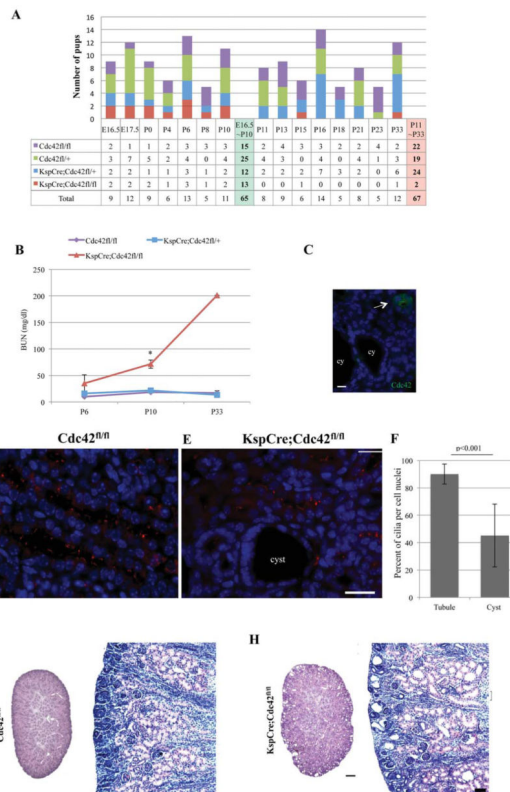 A
Number of pups
16
14
12
10
8
6
4
2
0
E16.5 E17.5 P0 P4 P6 P8 P10 E16.5 ~P10 P11 P13 P15 P16 P18 P21 P23 P33 P11 ~P33
Cdc42fl/fl 2 1 1 2 3 3 3 15 2 4 3 3 2 2 4 2 22
Cdc42fl/+ 3 7 5 2 4 0 4 25 4 3 0 4 0 4 1 3 19
KspCre;Cdc42fl/+ 2 2 1 1 3 1 2 12 2 2 2 7 3 2 0 6 24
KspCre;Cdc42fl/fl 2 2 2 1 3 1 2 13 0 0 1 0 0 0 0 1 2
Total 9 12 9 6 13 5 11 65 8 9 6 14 5 8 5 12 67
B
Cdc42fl/fl KspCre;Cdc42fl/+
KspCre;Cdc42fl/fl
BUN (mg/dl)
250
200
150
100
50
0
*
P6 P10 P33
C
cy
cy
Cdc42
Cdc42fl/fl
E
KspCre;Cdc42fl/fl
cyst
F
p<0.001
Percent of cilia per cell nuclei
100
80
60
40
20
0
Tubule Cyst
H
KspCre;Cdc42fl/fl